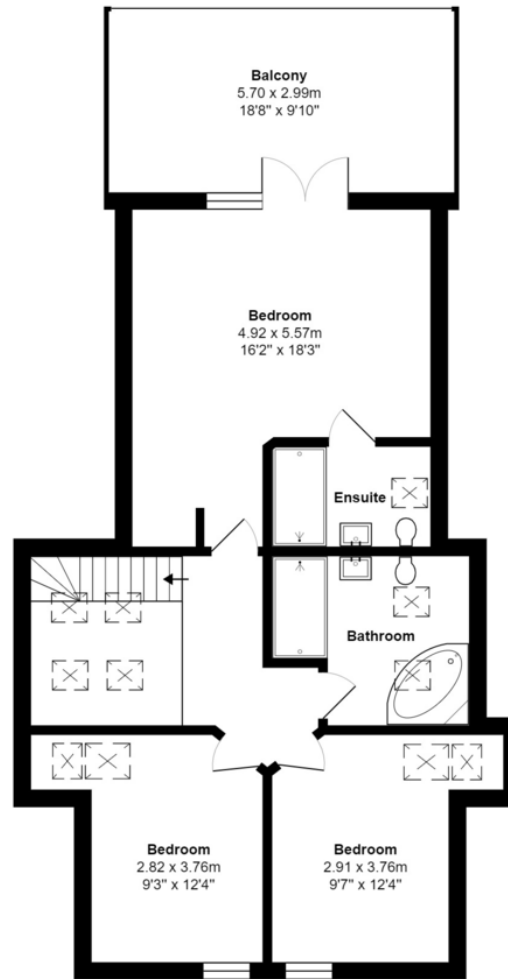 Balcony
5.70 x 2.99m
18'8" x 9'10"
Bedroom
4.92 x 5.57m
16'2" x 18'3"
Ensuite
Bathroom
Bedroom
2.82 x 3.76m
9'3" x 12'4"
Bedroom
2.91 x 3.76m
9'7" x 12'4"